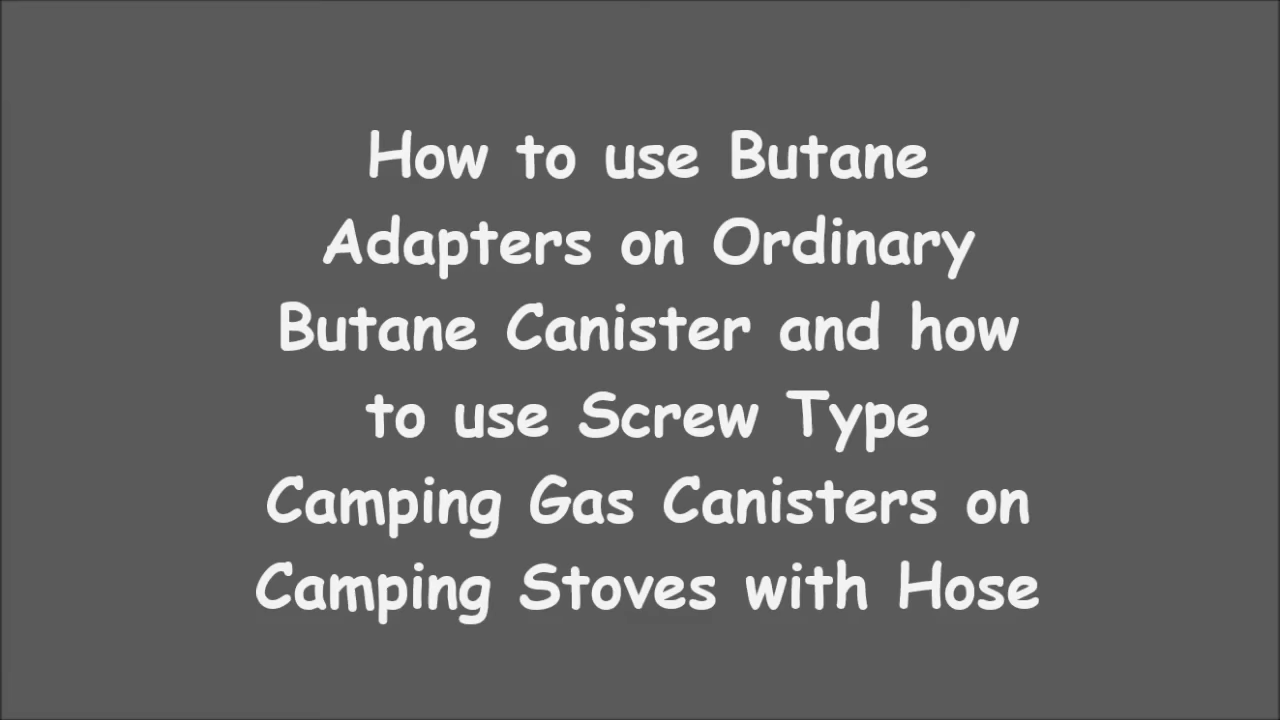 How to use Butane
Adapters on Ordinary
Butane Canister and how
to use Screw Type
Camping Gas Canisters on
Camping Stoves with Hose